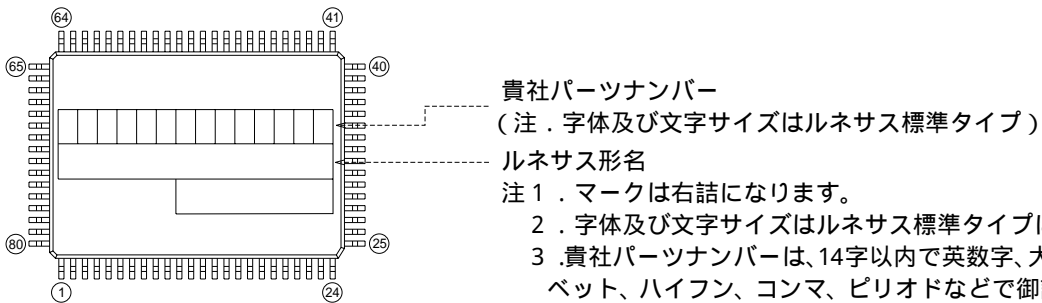 64 41
65 40
貴社パーツナンバー
(注．字体及び文字サイズはルネサス標準タイプ)
ルネサス形名
注１．マークは右詰になります。
２．字体及び文字サイズはルネサス標準タイプ
３.貴社パーツナンバーは、14字以内で英数字、大
80 25
ベット、ハイフン、コンマ、ピリオドなどで御
1 24